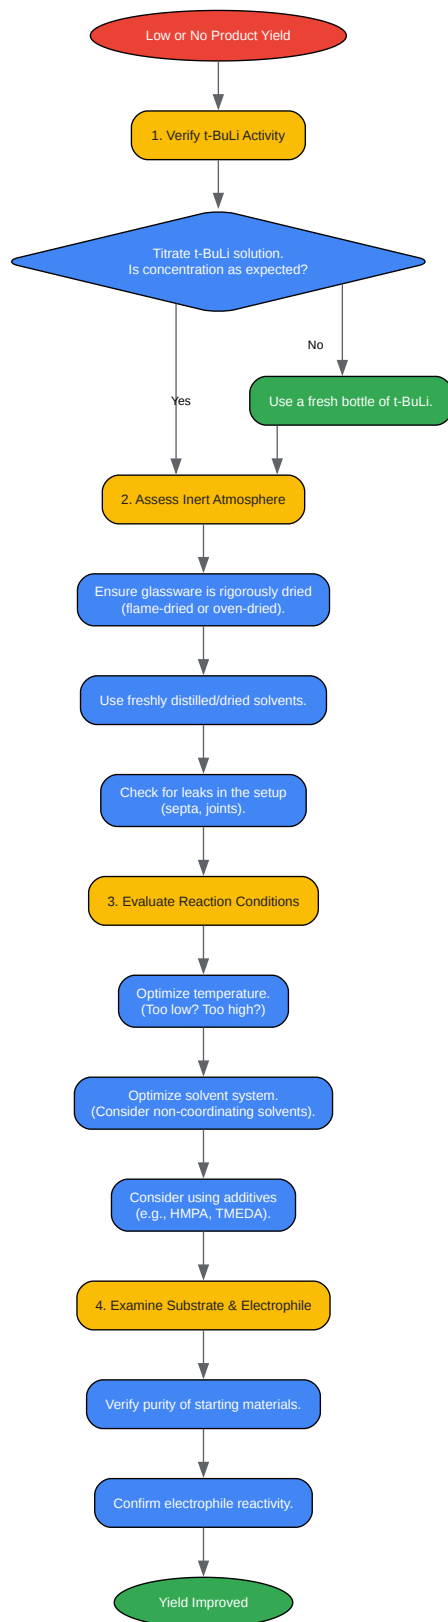 Low or No Product Yield
1. Verify t-BuLi Activity
Titrate t-BuLi solution.
Is concentration as expected?
No
Yes
Use a fresh bottle of t-BuLi.
2. Assess Inert Atmosphere
Ensure glassware is rigorously dried
(flame-dried or oven-dried).
Use freshly distilled/dried solvents.
Check for leaks in the setup
(septa, joints).
3. Evaluate Reaction Conditions
Optimize temperature.
(Too low? Too high?)
Optimize solvent system.
(Consider non-coordinating solvents).
Consider using additives
(e.g., HMPA, TMEDA).
4. Examine Substrate & Electrophile
Verify purity of starting materials.
Confirm electrophile reactivity.
Yield Improved